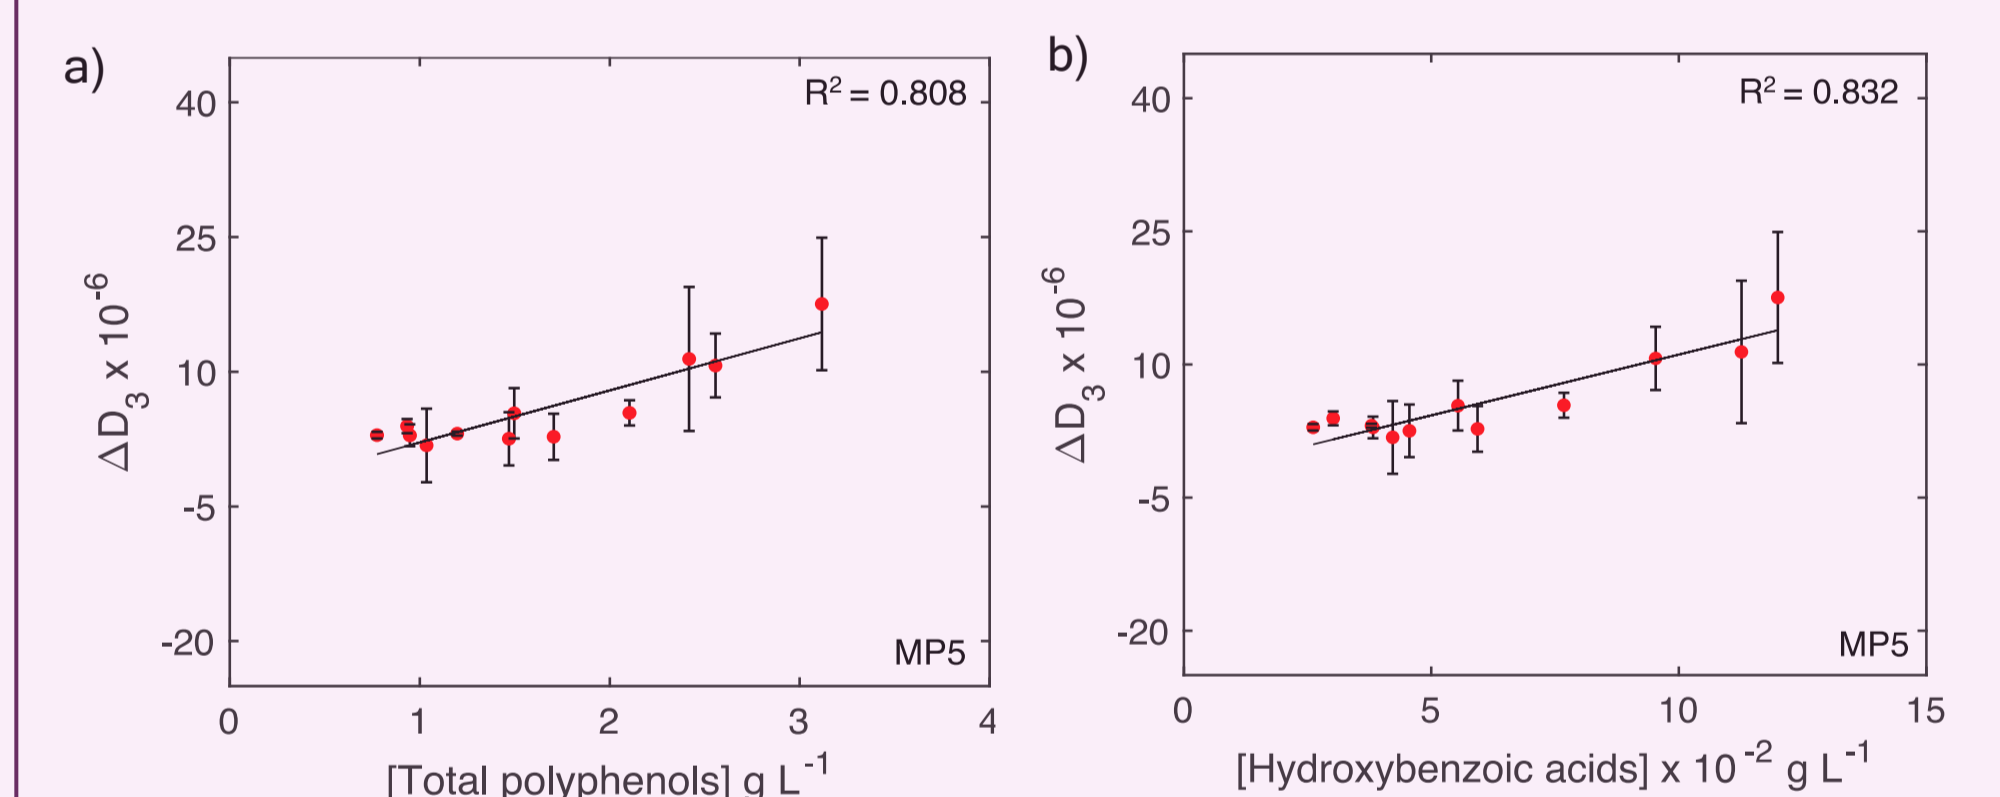 a)
R² = 0.808
40
25
10
-5
-20
ΔD₃ x 10⁻⁶
MP5
0 1 2 3 4
[Total polyphenols] g L⁻¹
b)
R² = 0.832
40
25
10
-5
-20
ΔD₃ x 10⁻⁶
MP5
0 5 10 15
[Hydroxybenzoic acids] x 10⁻² g L⁻¹